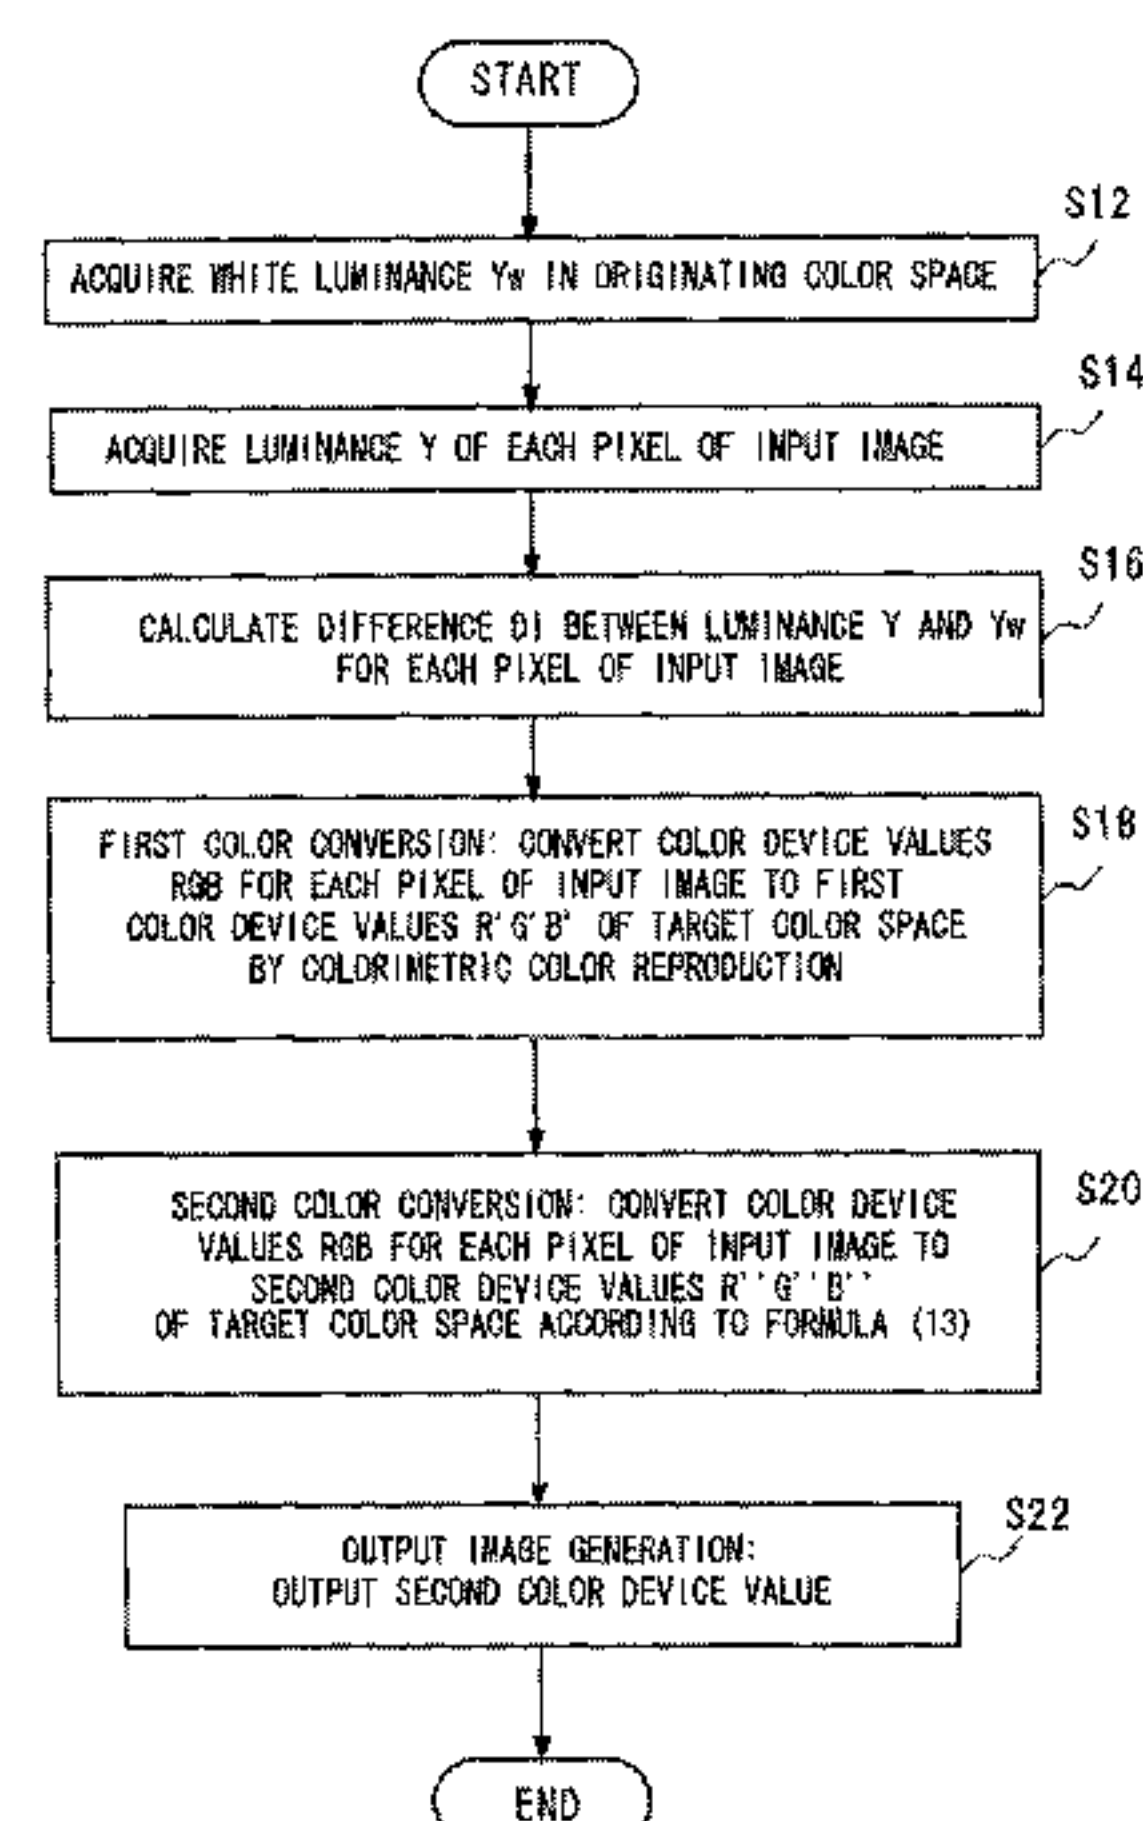 START
S12
ACQUIRE WHITE LUMINANCE Yw IN ORIGINATING COLOR SPACE
S14
ACQUIRE LUMINANCE Y OF EACH PIXEL OF INPUT IMAGE
S16
CALCULATE DIFFERENCE DI BETWEEN LUMINANCE Y AND Yw
FOR EACH PIXEL OF INPUT IMAGE
S18
FIRST COLOR CONVERSION: CONVERT COLOR DEVICE VALUES
RGB FOR EACH PIXEL OF INPUT IMAGE TO FIRST
COLOR DEVICE VALUES R'G'B' OF TARGET COLOR SPACE
BY COLORIMETRIC COLOR REPRODUCTION
S20
SECOND COLOR CONVERSION: CONVERT COLOR DEVICE
VALUES RGB FOR EACH PIXEL OF INPUT IMAGE TO
SECOND COLOR DEVICE VALUES R''G''B''
OF TARGET COLOR SPACE ACCORDING TO FORMULA (13)
S22
OUTPUT IMAGE GENERATION:
OUTPUT SECOND COLOR DEVICE VALUE
END